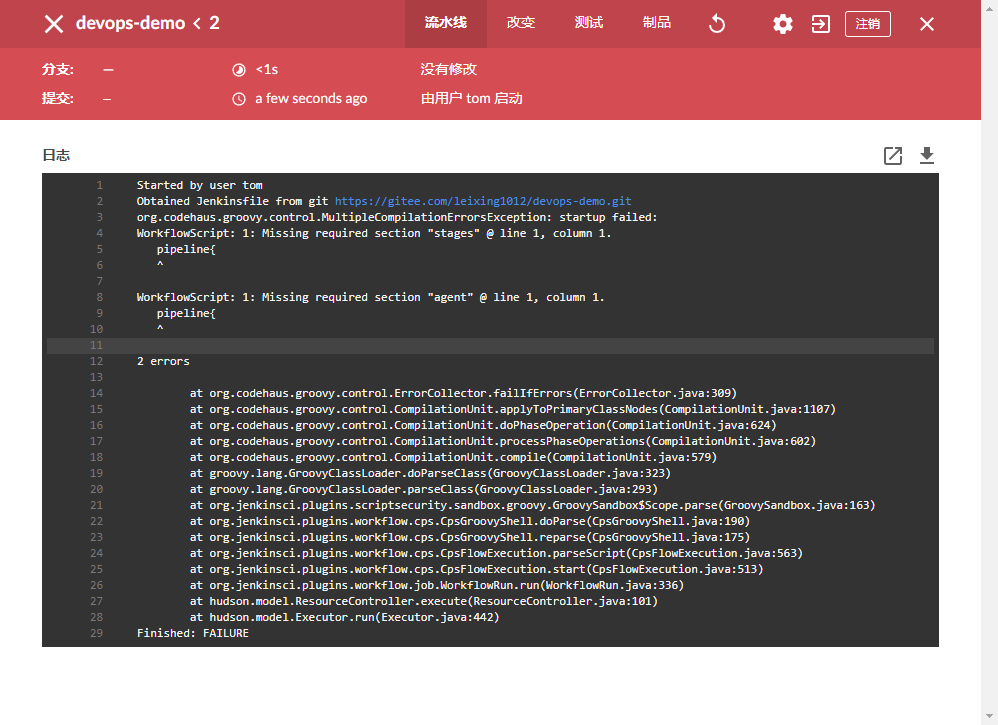 devops-demo < 2
流水线 改变 测试 制品 注销
分支: — <1s 没有修改
提交: — a few seconds ago 由用户 tom 启动
日志
1 Started by user tom
2 Obtained Jenkinsfile from git https://gitee.com/leixing1012/devops-demo.git
3 org.codehaus.groovy.control.MultipleCompilationErrorsException: startup failed:
4 WorkflowScript: 1: Missing required section "stages" @ line 1, column 1.
5 pipeline{
6 ^
7
8 WorkflowScript: 1: Missing required section "agent" @ line 1, column 1.
9 pipeline{
10 ^
11
12 2 errors
13
14 at org.codehaus.groovy.control.ErrorCollector.failIfErrors(ErrorCollector.java:309)
15 at org.codehaus.groovy.control.CompilationUnit.applyToPrimaryClassNodes(CompilationUnit.java:1107)
16 at org.codehaus.groovy.control.CompilationUnit.doPhaseOperation(CompilationUnit.java:624)
17 at org.codehaus.groovy.control.CompilationUnit.processPhaseOperations(CompilationUnit.java:602)
18 at org.codehaus.groovy.control.CompilationUnit.compile(CompilationUnit.java:579)
19 at groovy.lang.GroovyClassLoader.doParseClass(GroovyClassLoader.java:323)
20 at groovy.lang.GroovyClassLoader.parseClass(GroovyClassLoader.java:293)
21 at org.jenkinsci.plugins.scriptsecurity.sandbox.groovy.GroovySandbox$Scope.parse(GroovySandbox.java:163)
22 at org.jenkinsci.plugins.workflow.cps.CpsGroovyShell.doParse(CpsGroovyShell.java:190)
23 at org.jenkinsci.plugins.workflow.cps.CpsGroovyShell.reparse(CpsGroovyShell.java:175)
24 at org.jenkinsci.plugins.workflow.cps.CpsFlowExecution.parseScript(CpsFlowExecution.java:563)
25 at org.jenkinsci.plugins.workflow.cps.CpsFlowExecution.start(CpsFlowExecution.java:513)
26 at org.jenkinsci.plugins.workflow.job.WorkflowRun.run(WorkflowRun.java:336)
27 at hudson.model.ResourceController.execute(ResourceController.java:101)
28 at hudson.model.Executor.run(Executor.java:442)
29 Finished: FAILURE